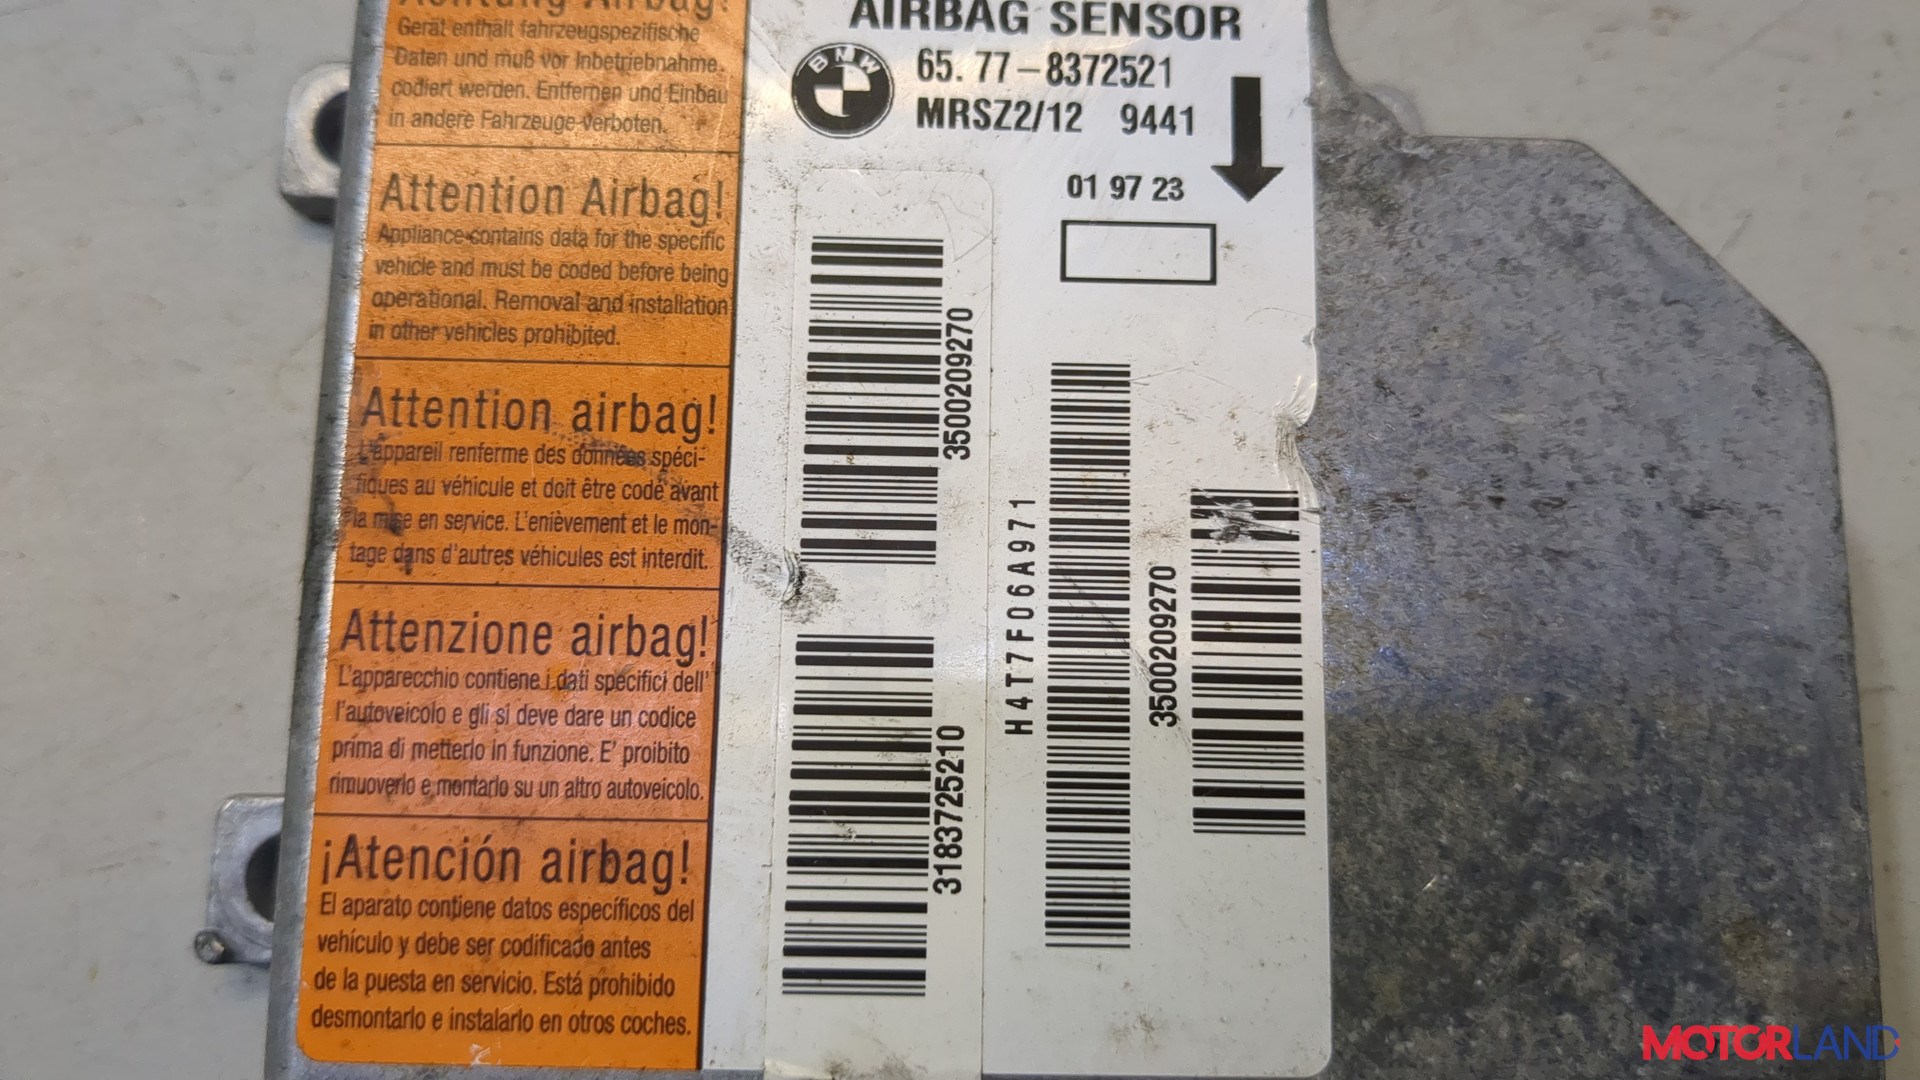 Achtung Airbag!
Gerät enthält fahrzeugspezifische
Daten und muß vor Inbetriebnahme
codiert werden. Entfernen und Einbau
in andere Fahrzeuge verboten.
Attention Airbag!
Appliance contains data for the specific
vehicle and must be coded before being
operational. Removal and installation
in other vehicles prohibited.
Attention airbag!
L'appareil renferme des données spéci-
fiques au véhicule et doit être codé avant
la mise en service. L'enièvement et le mon-
tage dans d'autres véhicules est interdit.
Attenzione airbag!
L'apparecchio contiene i dati specifici dell'
l'autoveicolo e gli si deve dare un codice
prima di metterlo in funzione. E' proibito
rimuoverlo e montarlo su un altro autoveicolo.
¡Atención airbag!
El aparato contiene datos específicos del
vehículo y debe ser codificado antes
de la puesta en servicio. Está prohibido
desmontarlo e instalarlo en otros coches.
AIRBAG SENSOR
BMW
65. 77-8372521
MRSZ2/12 9441
01 97 23
3500209270
3183725210
H4T7F06A971
3500209270
MOTORLAND